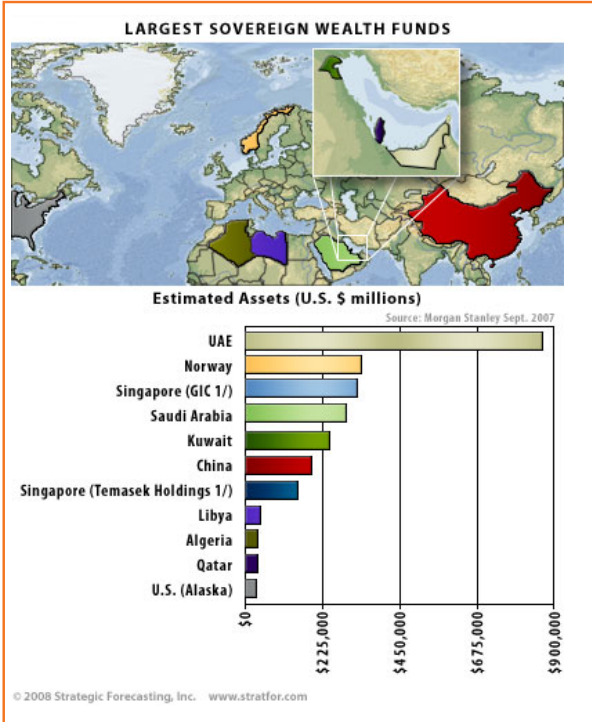 LARGEST SOVEREIGN WEALTH FUNDS
Estimated Assets (U.S. $ millions)
Source: Morgan Stanley Sept. 2007
UAE
Norway
Singapore (GIC 1/)
Saudi Arabia
Kuwait
China
Singapore (Temasek Holdings 1/)
Libya
Algeria
Qatar
U.S. (Alaska)
$0
$225,000
$450,000
$675,000
$900,000
© 2008 Strategic Forecasting, Inc. www.stratfor.com